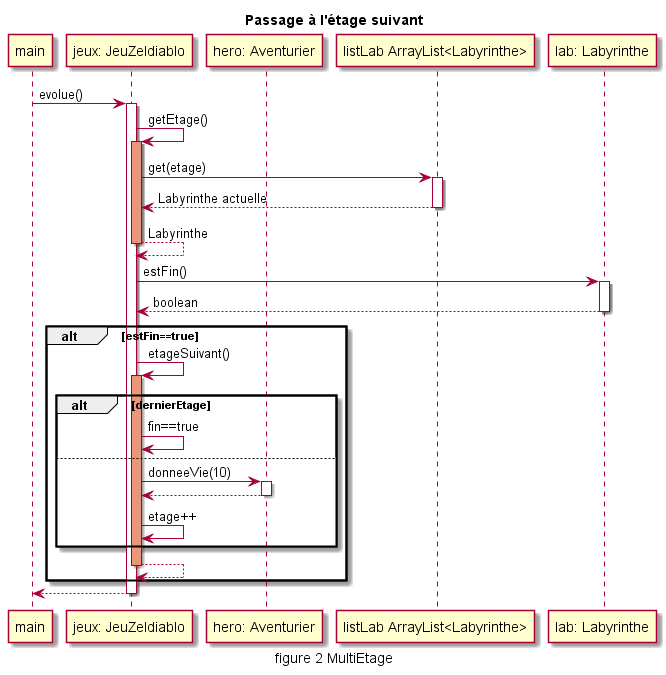 Passage à l'étage suivant
main
jeux: JeuZeldiablo
hero: Aventurier
listLab ArrayList<Labyrinthe>
lab: Labyrinthe
evolue()
getEtage()
get(etage)
Labyrinthe actuelle
Labyrinthe
estFin()
boolean
alt
[estFin==true]
etageSuivant()
alt
[dernierEtage]
fin==true
donneeVie(10)
etage++
main
jeux: JeuZeldiablo
hero: Aventurier
listLab ArrayList<Labyrinthe>
lab: Labyrinthe
figure 2 MultiEtage